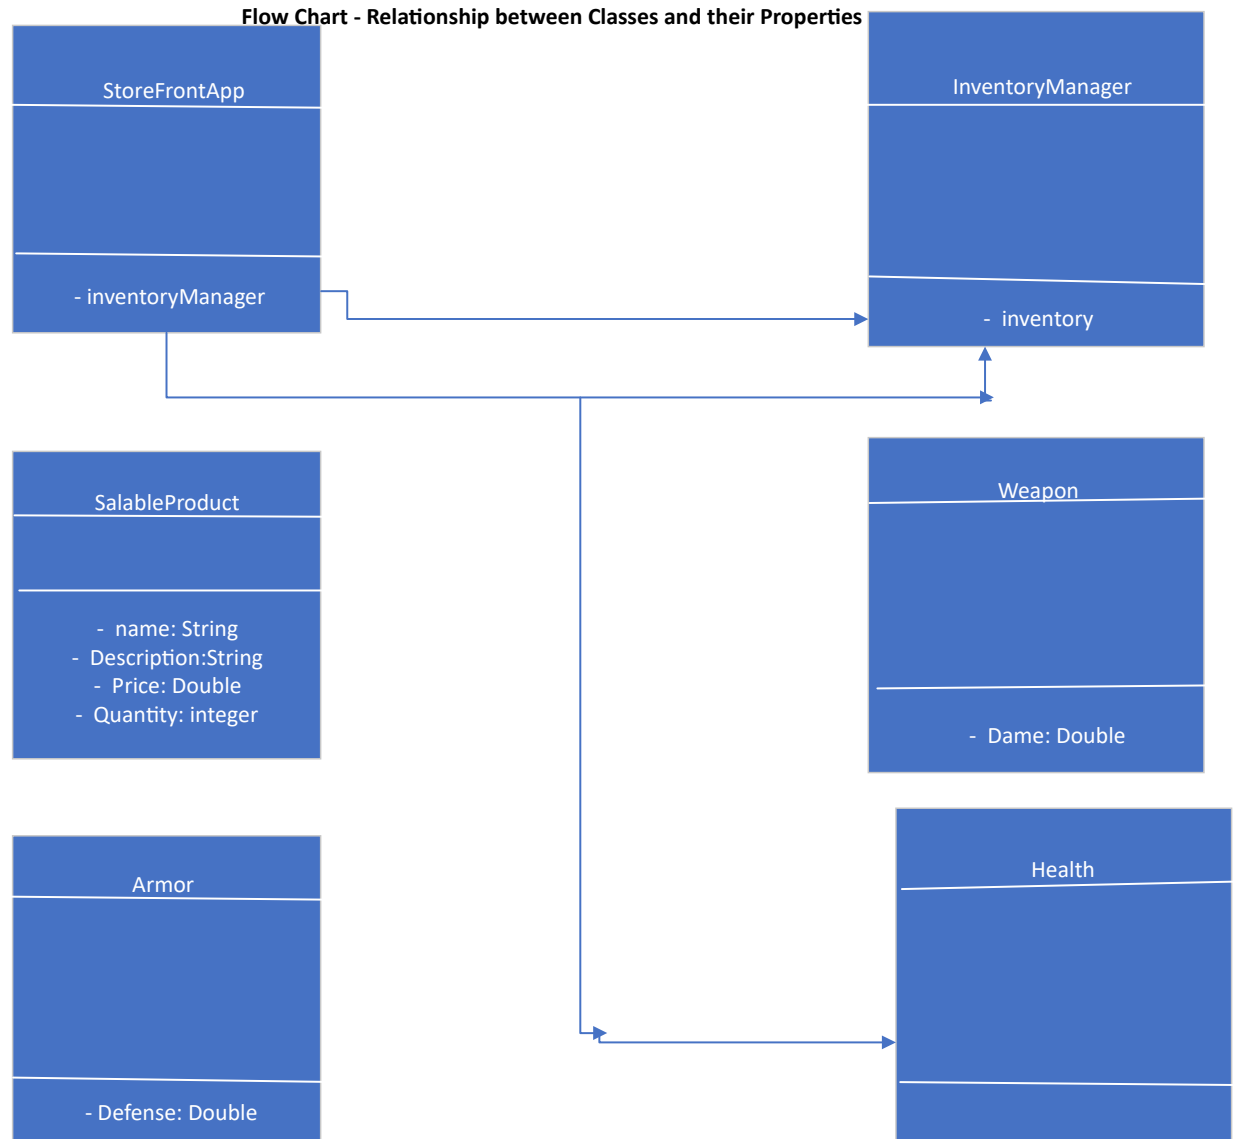 Flow Chart - Relationship between Classes and their Properties
StoreFrontApp
- inventoryManager
InventoryManager
- inventory
SalableProduct
- name: String
- Description:String
- Price: Double
- Quantity: integer
Weapon
- Dame: Double
Armor
- Defense: Double
Health